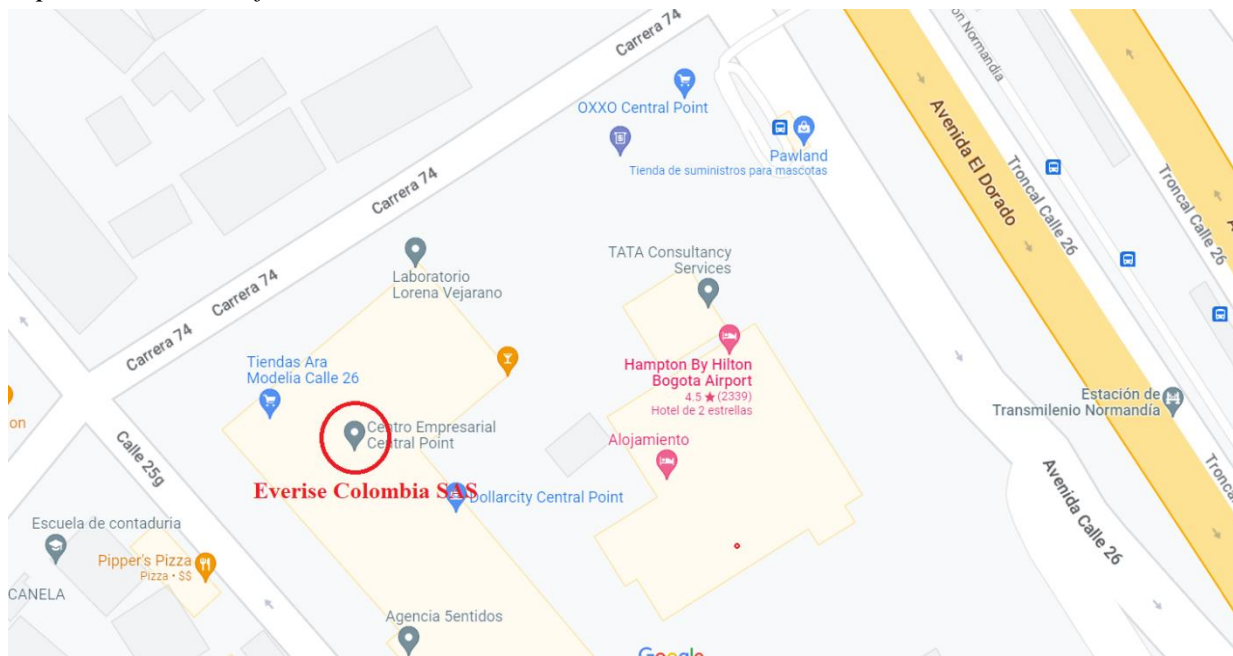 Carrera 74
OXXO Central Point
Pawland
Tienda de suministros para mascotas
Avenida El Dorado
Troncal Calle 26
Troncal Calle 26
Normandía
Carrera 74
Laboratorio
Lorena Vejarano
TATA Consultancy
Services
Carrera 74
Carrera 74
Tiendas Ara
Modelia Calle 26
Hampton By Hilton
Bogota Airport
4.5 ★ (2339)
Hotel de 2 estrellas
Estación de
Transmilenio Normandía
Centro Empresarial
Central Point
Alojamiento
Calle 25g
Everise Colombia SAS
Dollarcity Central Point
Avenida Calle 26
Escuela de contaduria
Pipper's Pizza
Pizza • $$
CANELA
Agencia 5entidos
Google